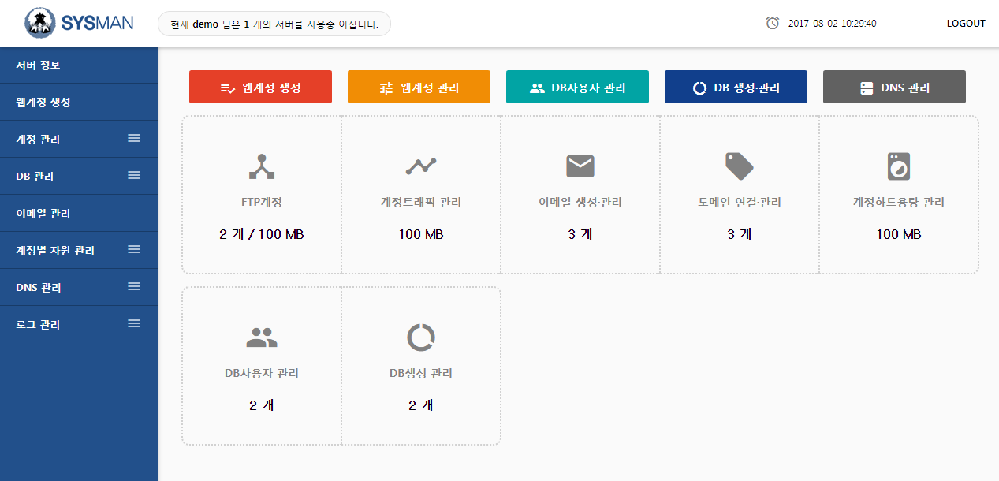 SYSMAN
현재 demo 님은 1 개의 서버를 사용중 이십니다.
2017-08-02 10:29:40
LOGOUT
서버 정보
웹계정 생성
계정 관리
DB 관리
이메일 관리
계정별 자원 관리
DNS 관리
로그 관리
웹계정 생성
웹계정 관리
DB사용자 관리
DB 생성·관리
DNS 관리
FTP계정
2 개 / 100 MB
계정트래픽 관리
100 MB
이메일 생성·관리
3 개
도메인 연결·관리
3 개
계정하드용량 관리
100 MB
DB사용자 관리
2 개
DB생성 관리
2 개